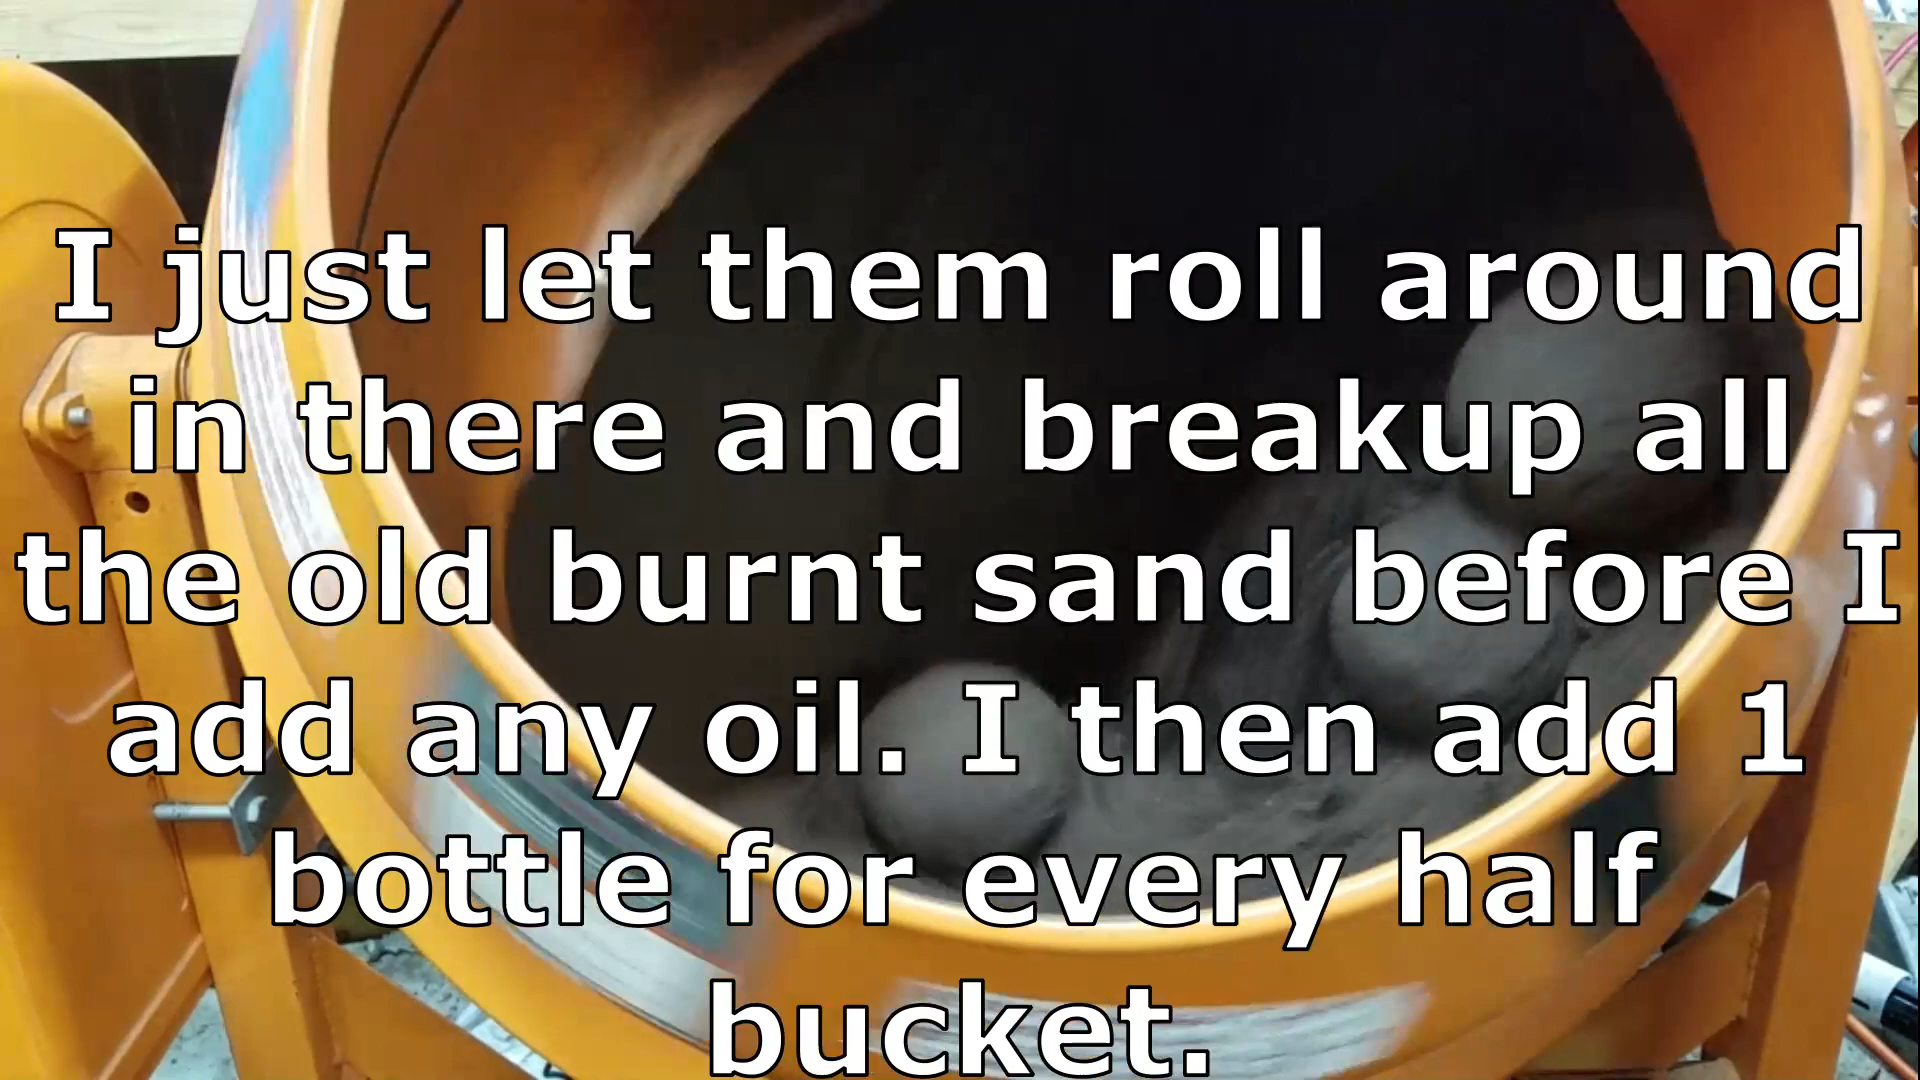 I just let them roll around
in there and breakup all
the old burnt sand before I
add any oil. I then add 1
bottle for every half
bucket.